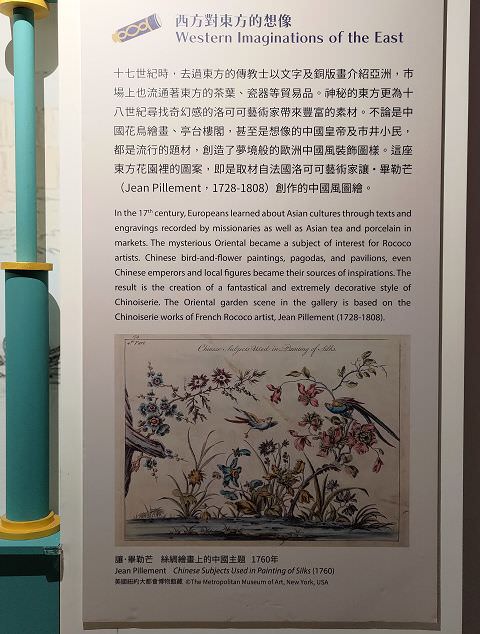 西方對東方的想像
Western Imaginations of the East
十七世紀時，去過東方的傳教士以文字及銅版畫介紹亞洲，市
場上也流通著東方的茶葉、瓷器等貿易品。神秘的東方更為十
八世紀尋找奇幻感的洛可可藝術家帶來豐富的素材。不論是中
國花鳥繪畫、亭台樓閣，甚至是想像的中國皇帝及市井小民，
都是流行的題材，創造了夢境般的歐洲中國風裝飾圖樣。這座
東方花園裡的圖案，即是取材自法國洛可可藝術家讓・畢勒芒
（Jean Pillement，1728-1808）創作的中國風圖繪。
In the 17th century, Europeans learned about Asian cultures through texts and
engravings recorded by missionaries as well as Asian tea and porcelain in
markets. The mysterious Oriental became a subject of interest for Rococo
artists. Chinese bird-and-flower paintings, pagodas, and pavilions, even
Chinese emperors and local figures became their sources of inspirations. The
result is the creation of a fantastical and extremely decorative style of
Chinoiserie. The Oriental garden scene in the gallery is based on the
Chinoiserie works of French Rococo artist, Jean Pillement (1728-1808).
Chinese Subjects Used in Painting of Silks.
讓・畢勒芒 絲綢繪畫上的中國主題 1760年
Jean Pillement Chinese Subjects Used in Painting of Silks (1760)
美國紐約大都會博物館藏 ©The Metropolitan Museum of Art, New York, USA